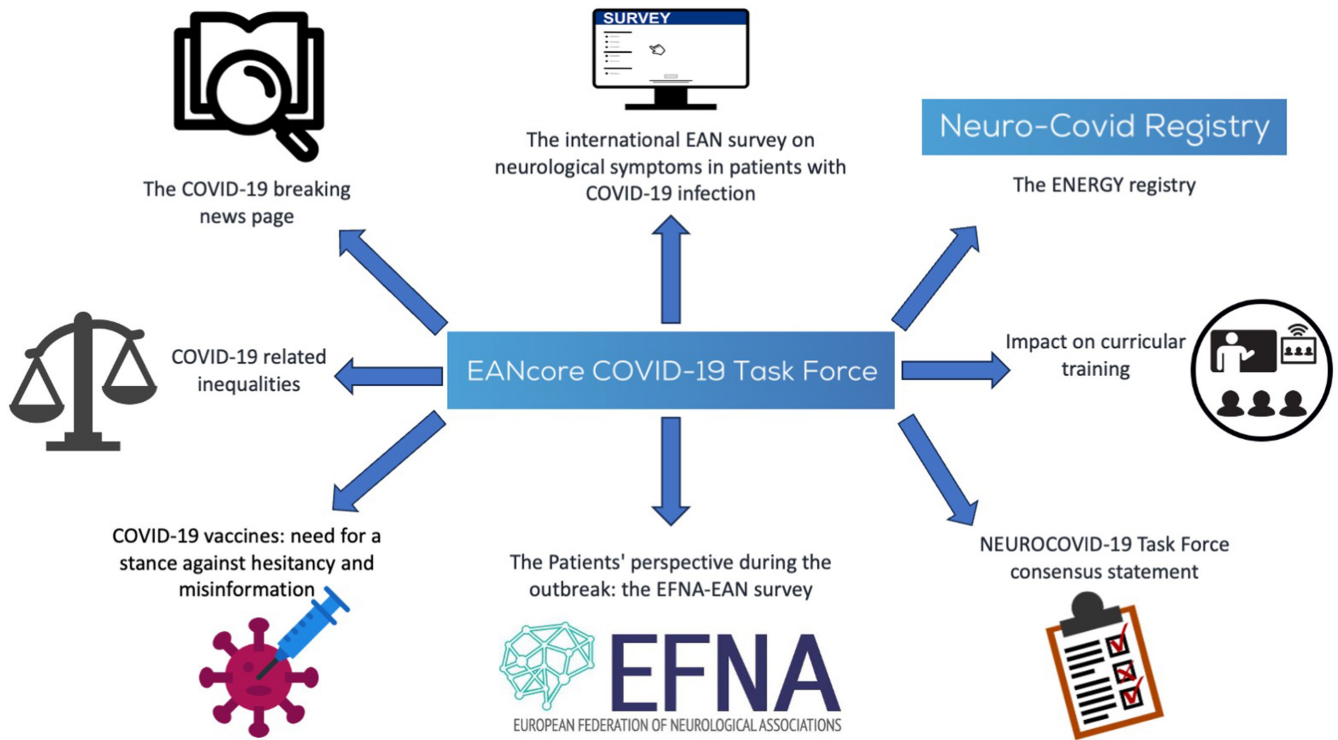 SURVEY
The international EAN survey on
neurological symptoms in patients with
COVID-19 infection
Neuro-Covid Registry
The ENERGY registry
The COVID-19 breaking
news page
COVID-19 related
inequalities
EANcore COVID-19 Task Force
Impact on curricular
training
COVID-19 vaccines: need for a
stance against hesitancy and
misinformation
The Patients' perspective during the
outbreak: the EFNA-EAN survey
EFNA
EUROPEAN FEDERATION OF NEUROLOGICAL ASSOCIATIONS
NEUROCOVID-19 Task Force
consensus statement